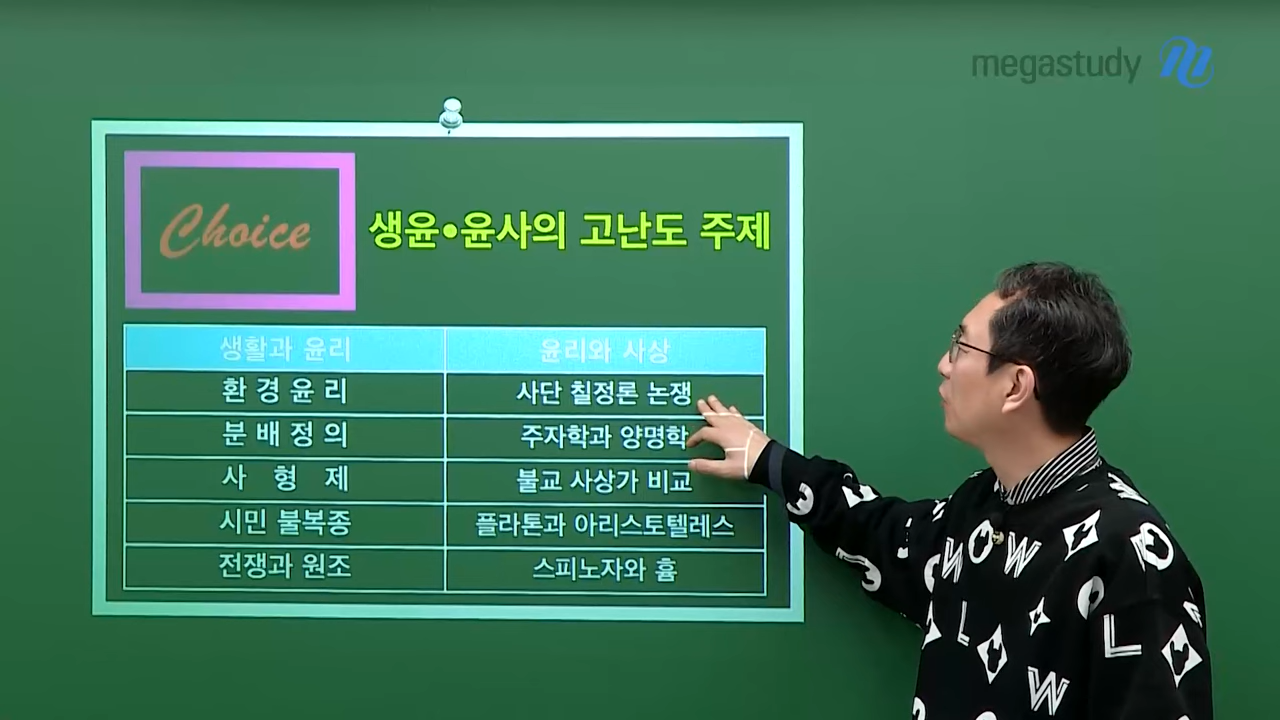 megastudy
Choice
생윤•윤사의 고난도 주제
생활과 윤리 윤리와 사상
환 경 윤 리 사단 칠정론 논쟁
분 배 정 의 주자학과 양명학
사 형 제 불교 사상가 비교
시민 불복종 플라톤과 아리스토텔레스
전쟁과 원조 스피노자와 흄